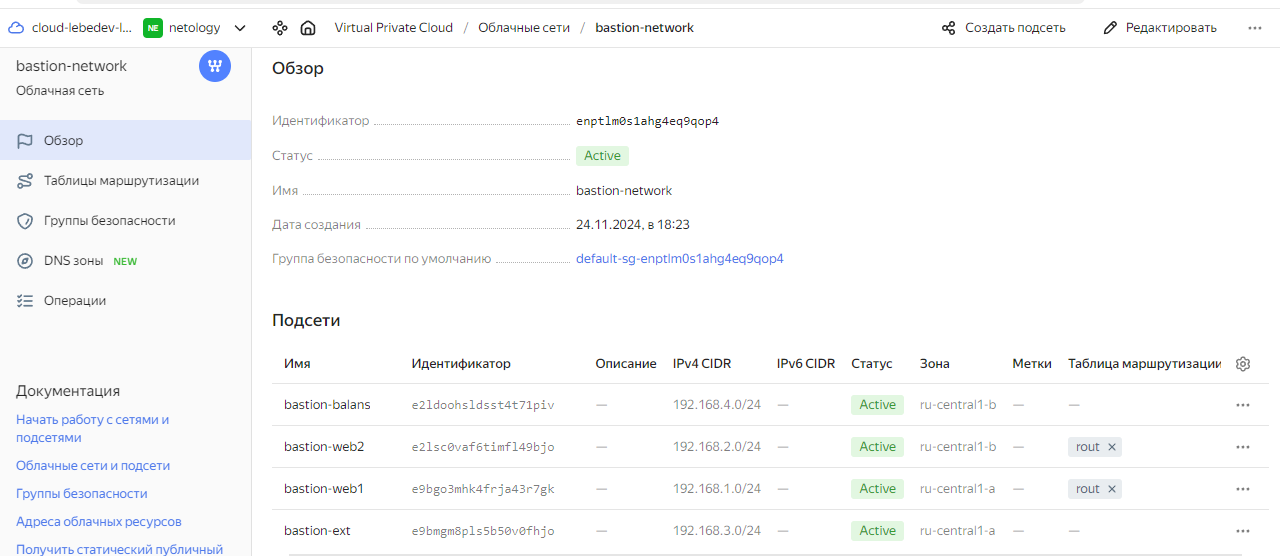 cloud-lebedev-l... NE netology Virtual Private Cloud / Облачные сети / bastion-network Создать подсеть Редактировать
bastion-network
Облачная сеть
Обзор
Таблицы маршрутизации
Группы безопасности
DNS зоны NEW
Операции
Документация
Начать работу с сетями и
подсетями
Облачные сети и подсети
Группы безопасности
Адреса облачных ресурсов
Получить статический публичный
Обзор
Идентификатор enptlm0s1ahg4eq9qop4
Статус Active
Имя bastion-network
Дата создания 24.11.2024, в 18:23
Группа безопасности по умолчанию default-sg-enptlm0s1ahg4eq9qop4
Подсети
Имя Идентификатор Описание IPv4 CIDR IPv6 CIDR Статус Зона Метки Таблица маршрутизации
bastion-balans e2ldoohsldsst4t71piv — 192.168.4.0/24 — Active ru-central1-b — —
bastion-web2 e2lsc0vaf6timfl49bjo — 192.168.2.0/24 — Active ru-central1-b — rout ×
bastion-web1 e9bgo3mhk4frja43r7gk — 192.168.1.0/24 — Active ru-central1-a — rout ×
bastion-ext e9bmgm8pls5b50v0fhjo — 192.168.3.0/24 — Active ru-central1-a — —